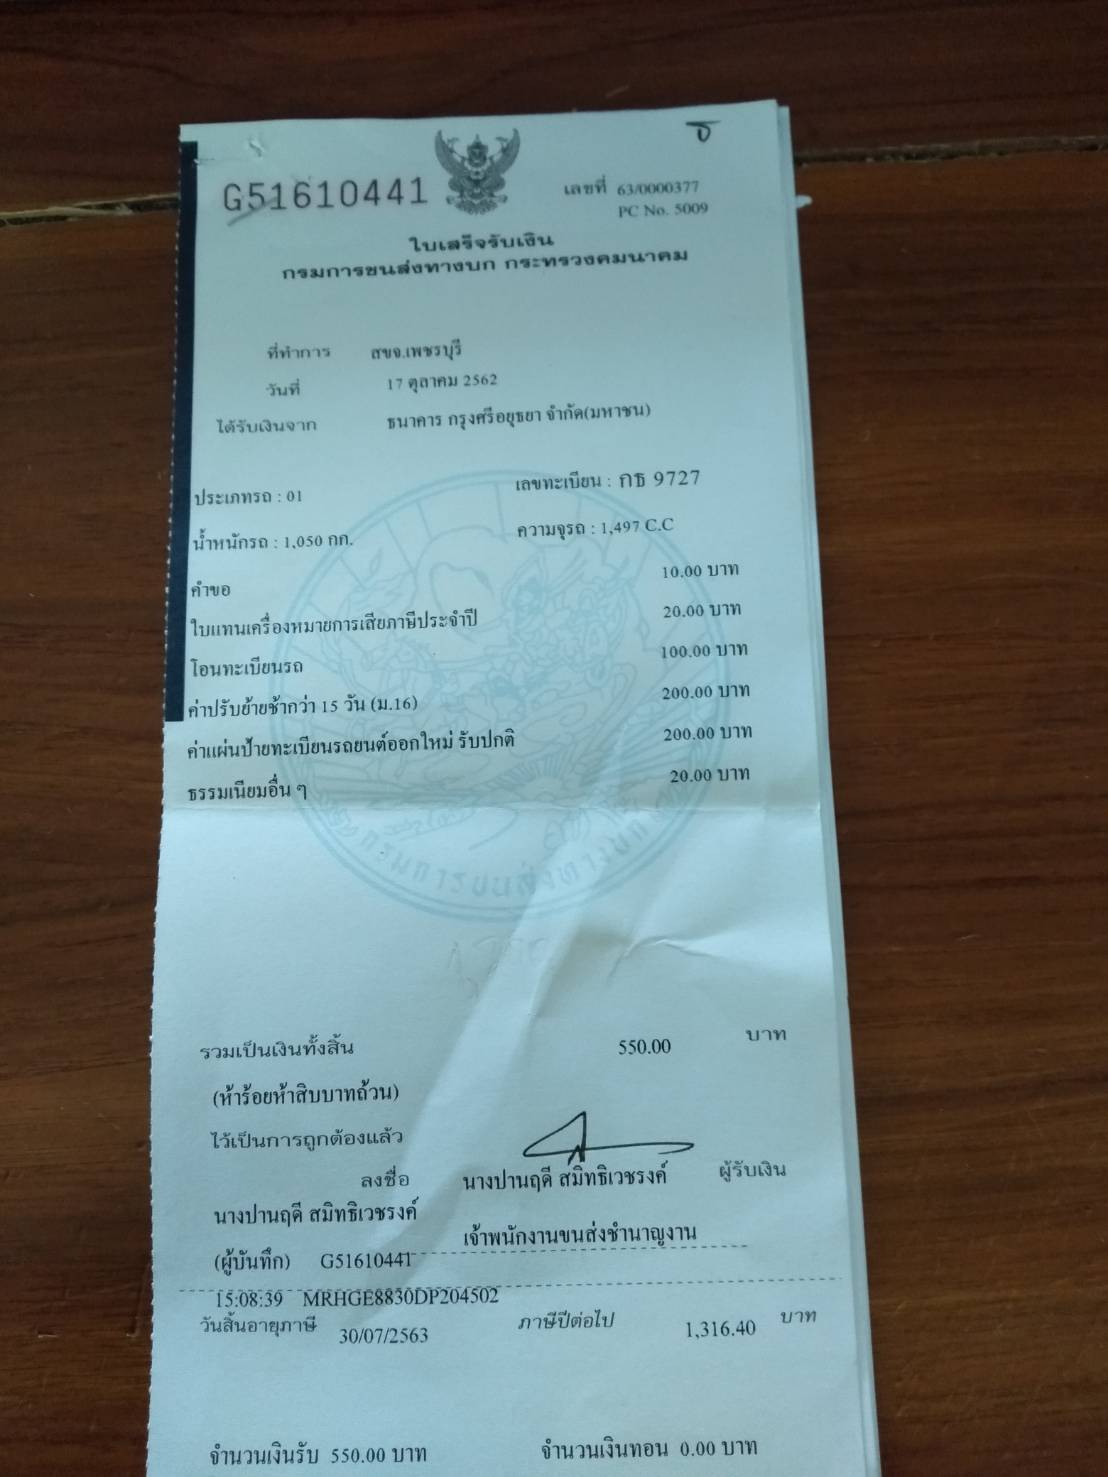 ธ
G51610441
เลขที่ 63/0000377
PC No. 5009
ใบเสร็จรับเงิน
กรมการขนส่งทางบก กระทรวงคมนาคม
ที่ทำการ สขจ.เพชรบุรี
วันที่ 17 ตุลาคม 2562
ได้รับเงินจาก ธนาคาร กรุงศรีอยุธยา จำกัด(มหาชน)
ประเภทรถ : 01 เลขทะเบียน : กธ 9727
น้ำหนักรถ : 1,050 กก. ความจุรถ : 1,497 C.C
คำขอ 10.00 บาท
ใบแทนเครื่องหมายการเสียภาษีประจำปี 20.00 บาท
โอนทะเบียนรถ 100.00 บาท
ค่าปรับย้ายช้ากว่า 15 วัน (ม.16) 200.00 บาท
ค่าแผ่นป้ายทะเบียนรถยนต์ออกใหม่ รับปกติ 200.00 บาท
ธรรมเนียมอื่น ๆ 20.00 บาท
กรมการขนส่งทางบก
รวมเป็นเงินทั้งสิ้น 550.00 บาท
(ห้าร้อยห้าสิบบาทถ้วน)
ไว้เป็นการถูกต้องแล้ว
ลงชื่อ นางปานฤดี สมิทธิเวชรงค์ ผู้รับเงิน
นางปานฤดี สมิทธิเวชรงค์
เจ้าพนักงานขนส่งชำนาญงาน
(ผู้บันทึก) G51610441
15:08:39 MRHGE8830DP204502
วันสิ้นอายุภาษี 30/07/2563 ภาษีปีต่อไป 1,316.40 บาท
จำนวนเงินรับ 550.00 บาท จำนวนเงินทอน 0.00 บาท